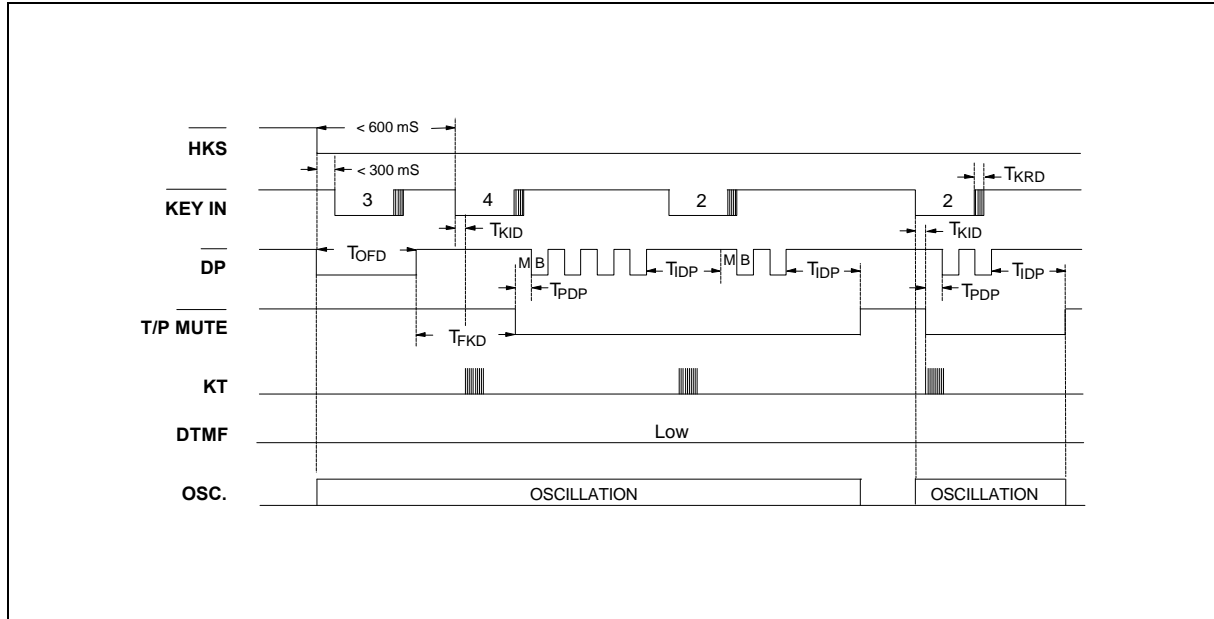 < 600 mS
HKS
< 300 mS
TKRD
KEY IN
3
4
2
2
TKID
TKID
TOFD
DP
M B
TIDP
M B
TIDP
TIDP
TPDP
TPDP
T/P MUTE
TFKD
KT
DTMF
Low
OSC.
OSCILLATION
OSCILLATION